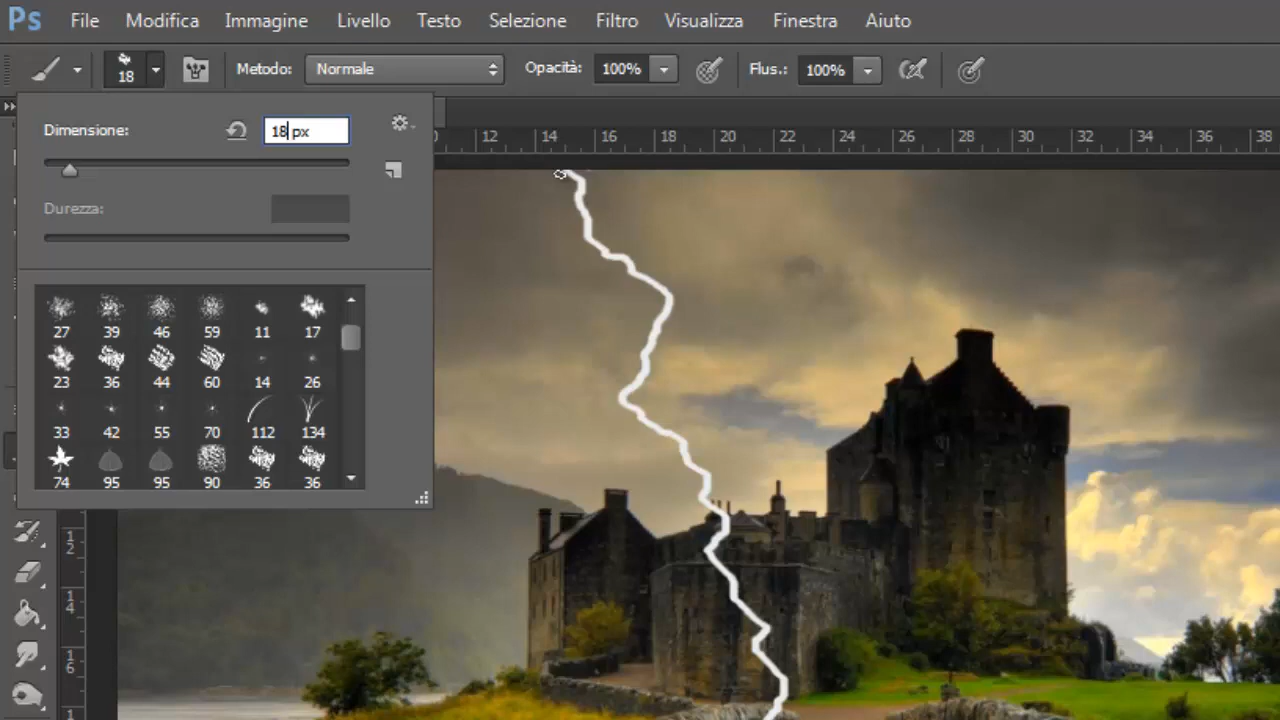 Ps File Modifica Immagine Livello Testo Selezione Filtro Visualizza Finestra Aiuto
18 Metodo: Normale Opacità: 100% Flus.: 100%
Dimensione: 18 px
12 14 16 18 20 22 24 26 28 30 32 34 36 38
Durezza:
27 39 46 59 11 17
23 36 44 60 14 26
33 42 55 70 112 134
74 95 95 90 36 36
12
14
16